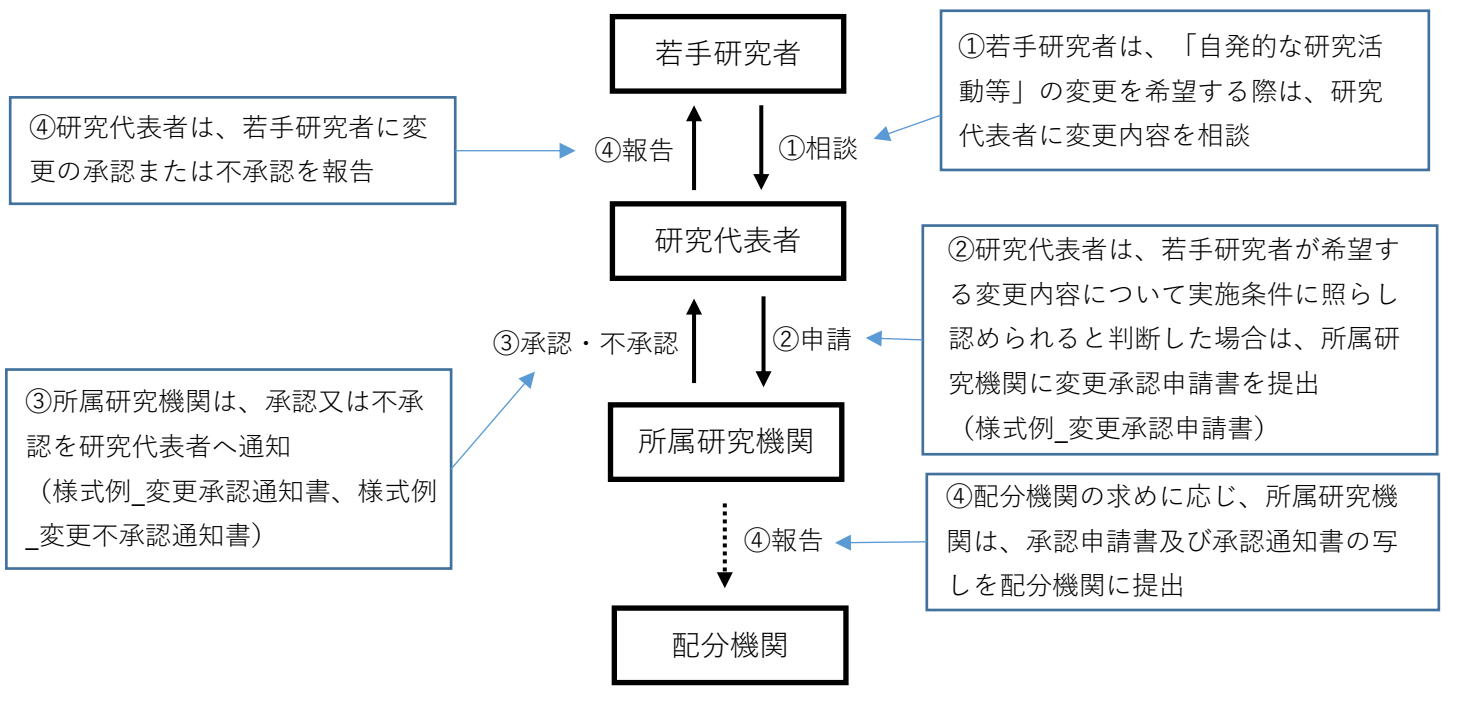 若手研究者
①若手研究者は、「自発的な研究活
動等」の変更を希望する際は、研究
代表者に変更内容を相談
④研究代表者は、若手研究者に変
更の承認または不承認を報告
④報告
①相談
研究代表者
②研究代表者は、若手研究者が希望す
る変更内容について実施条件に照らし
認められると判断した場合は、所属研
究機関に変更承認申請書を提出
（様式例_変更承認申請書）
③承認・不承認
②申請
③所属研究機関は、承認又は不承
認を研究代表者へ通知
（様式例_変更承認通知書、様式例
_変更不承認通知書）
所属研究機関
④配分機関の求めに応じ、所属研究機
関は、承認申請書及び承認通知書の写
しを配分機関に提出
④報告
配分機関